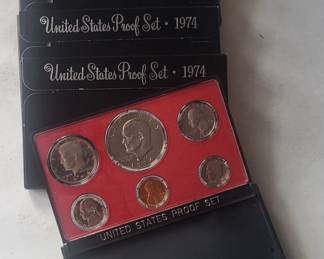 United States Proof Set · 1974
United States Proof Set · 1974
UNITED STATES PROOF SET